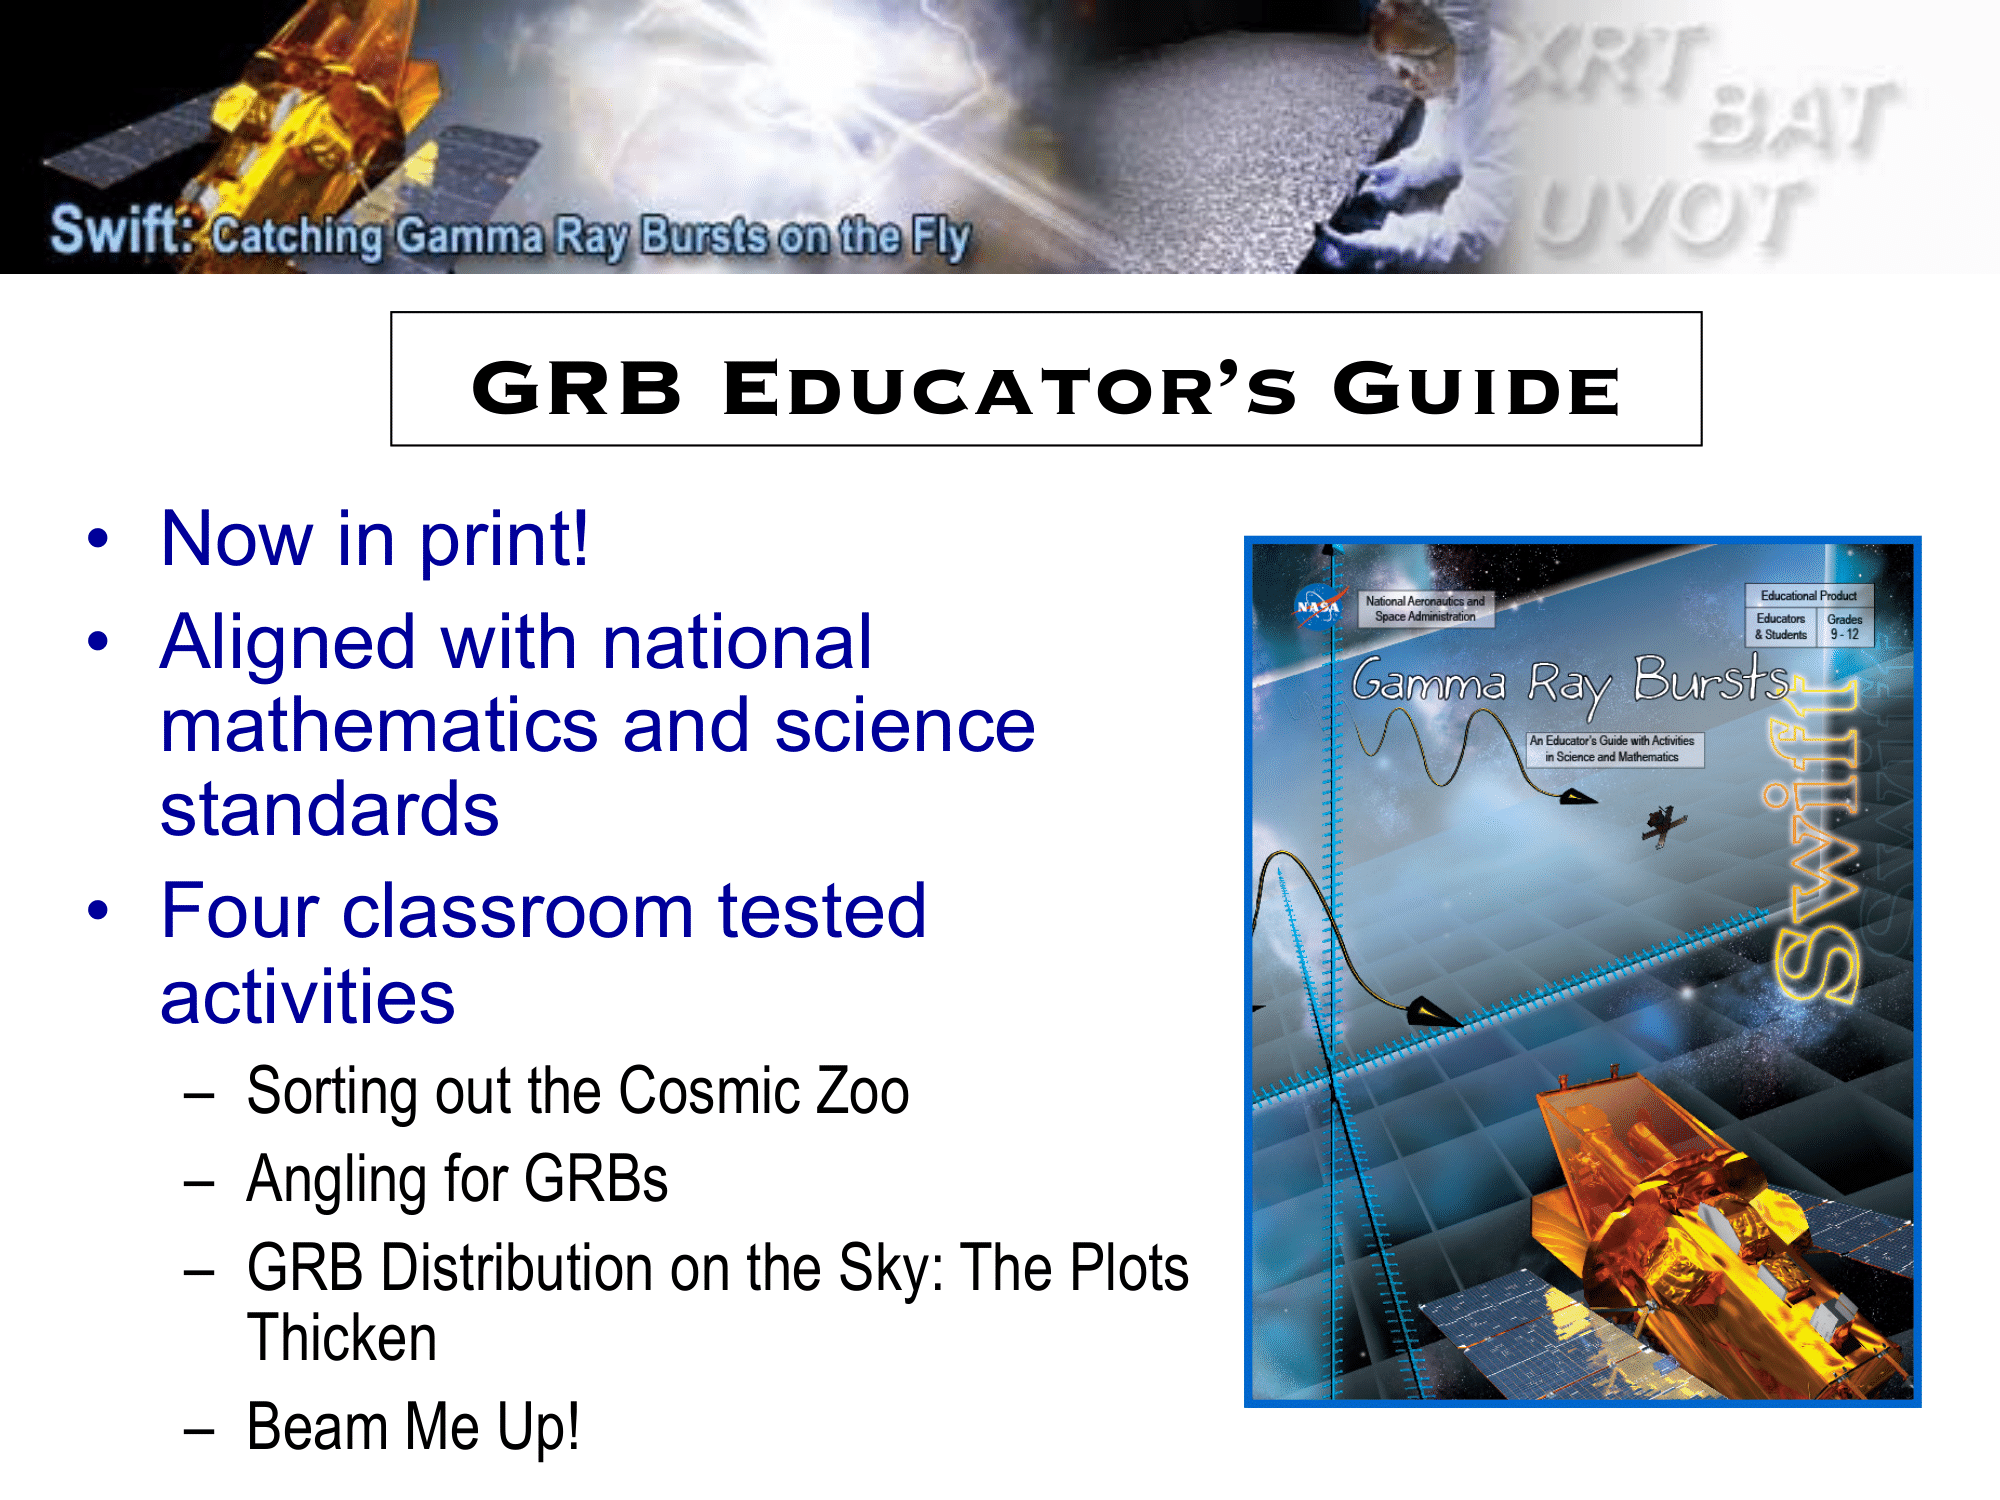 XRT
BAT
UVOT
Swift: Catching Gamma Ray Bursts on the Fly
GRB EDUCATOR’S GUIDE
• Now in print!
• Aligned with national
mathematics and science
standards
• Four classroom tested
activities
– Sorting out the Cosmic Zoo
– Angling for GRBs
– GRB Distribution on the Sky: The Plots
Thicken
– Beam Me Up!
NASA
National Aeronautics and
Space Administration
Educational Product
Educators
& Students
Grades
9 - 12
Gamma Ray Bursts
An Educator's Guide with Activities
in Science and Mathematics
Swift